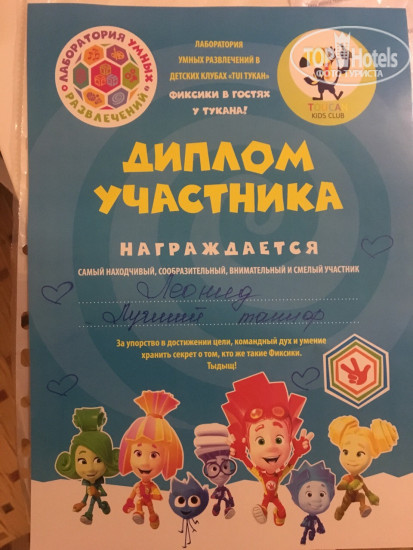 ЛАБОРАТОРИЯ УМНЫХ
РАЗВЛЕЧЕНИЙ
ЛАБОРАТОРИЯ
УМНЫХ РАЗВЛЕЧЕНИЙ В
ДЕТСКИХ КЛУБАХ «TUI ТУКАН»
ФИКСИКИ В ГОСТЯХ
У ТУКАНА!
TOPHotels
ФОТО ТУРИСТА
TOUCAN
KIDS CLUB
ДИПЛОМ
УЧАСТНИКА
НАГРАЖДАЕТСЯ
САМЫЙ НАХОДЧИВЫЙ, СООБРАЗИТЕЛЬНЫЙ, ВНИМАТЕЛЬНЫЙ И СМЕЛЫЙ УЧАСТНИК
Леонид
Лучший танцор
За упорство в достижении цели, командный дух и умение
хранить секрет о том, кто же такие Фиксики.
Тыдыщ!